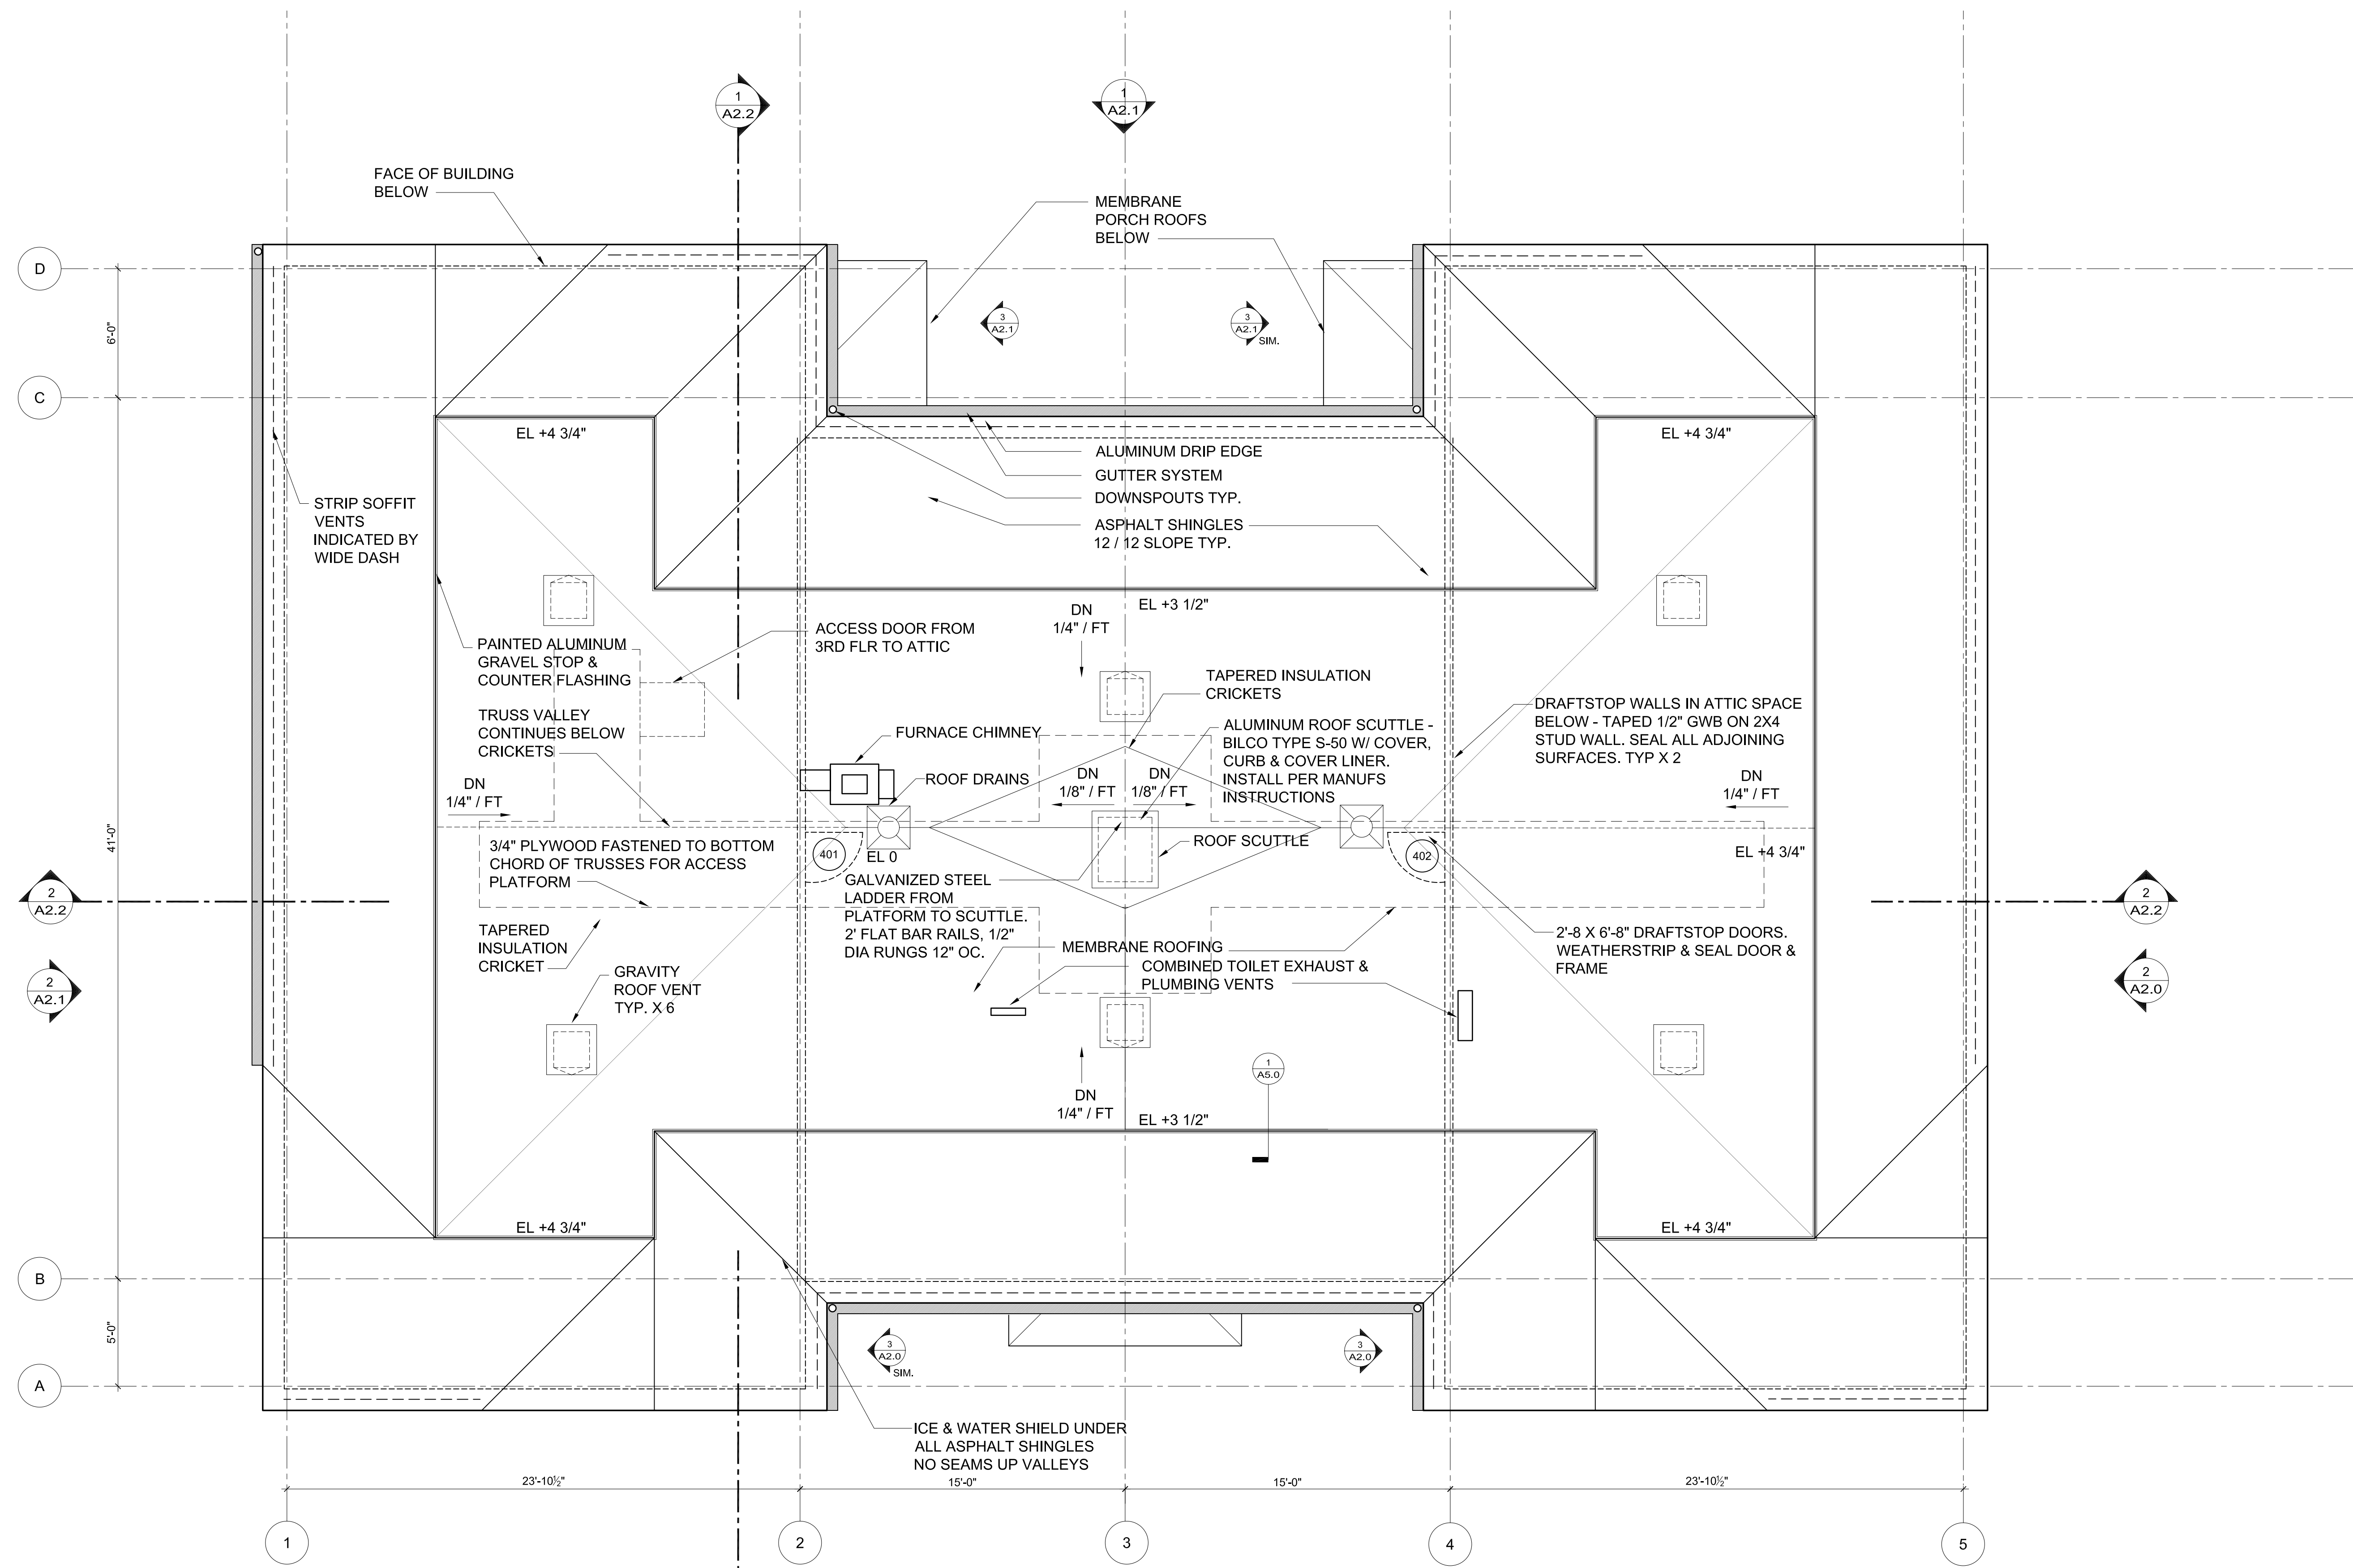 1
A2.2
1
A2.1
FACE OF BUILDING
BELOW
MEMBRANE
PORCH ROOFS
BELOW
D
6'-0"
3
A2.1
3
A2.1
SIM.
C
EL +4 3/4"
EL +4 3/4"
ALUMINUM DRIP EDGE
GUTTER SYSTEM
DOWNSPOUTS TYP.
ASPHALT SHINGLES
12 / 12 SLOPE TYP.
STRIP SOFFIT
VENTS
INDICATED BY
WIDE DASH
EL +3 1/2"
DN
1/4" / FT
ACCESS DOOR FROM
3RD FLR TO ATTIC
PAINTED ALUMINUM
GRAVEL STOP &
COUNTER FLASHING
TAPERED INSULATION
CRICKETS
TRUSS VALLEY
CONTINUES BELOW
CRICKETS
FURNACE CHIMNEY
ALUMINUM ROOF SCUTTLE -
BILCO TYPE S-50 W/ COVER,
CURB & COVER LINER.
INSTALL PER MANUFS
INSTRUCTIONS
DRAFTSTOP WALLS IN ATTIC SPACE
BELOW - TAPED 1/2" GWB ON 2X4
STUD WALL. SEAL ALL ADJOINING
SURFACES. TYP X 2
ROOF DRAINS
DN
1/8" / FT
DN
1/8" / FT
DN
1/4" / FT
DN
1/4" / FT
41'-0"
3/4" PLYWOOD FASTENED TO BOTTOM
CHORD OF TRUSSES FOR ACCESS
PLATFORM
401
EL 0
ROOF SCUTTLE
402
EL +4 3/4"
2
A2.2
2
A2.2
GALVANIZED STEEL
LADDER FROM
PLATFORM TO SCUTTLE.
2' FLAT BAR RAILS, 1/2"
DIA RUNGS 12" OC.
TAPERED
INSULATION
CRICKET
MEMBRANE ROOFING
COMBINED TOILET EXHAUST &
PLUMBING VENTS
2'-8 X 6'-8" DRAFTSTOP DOORS.
WEATHERSTRIP & SEAL DOOR &
FRAME
2
A2.1
2
A2.0
GRAVITY
ROOF VENT
TYP. X 6
1
A5.0
DN
1/4" / FT
EL +3 1/2"
EL +4 3/4"
EL +4 3/4"
B
5'-0"
3
A2.0
SIM.
3
A2.0
A
ICE & WATER SHIELD UNDER
ALL ASPHALT SHINGLES
NO SEAMS UP VALLEYS
23'-10½"
15'-0"
15'-0"
23'-10½"
1
2
3
4
5